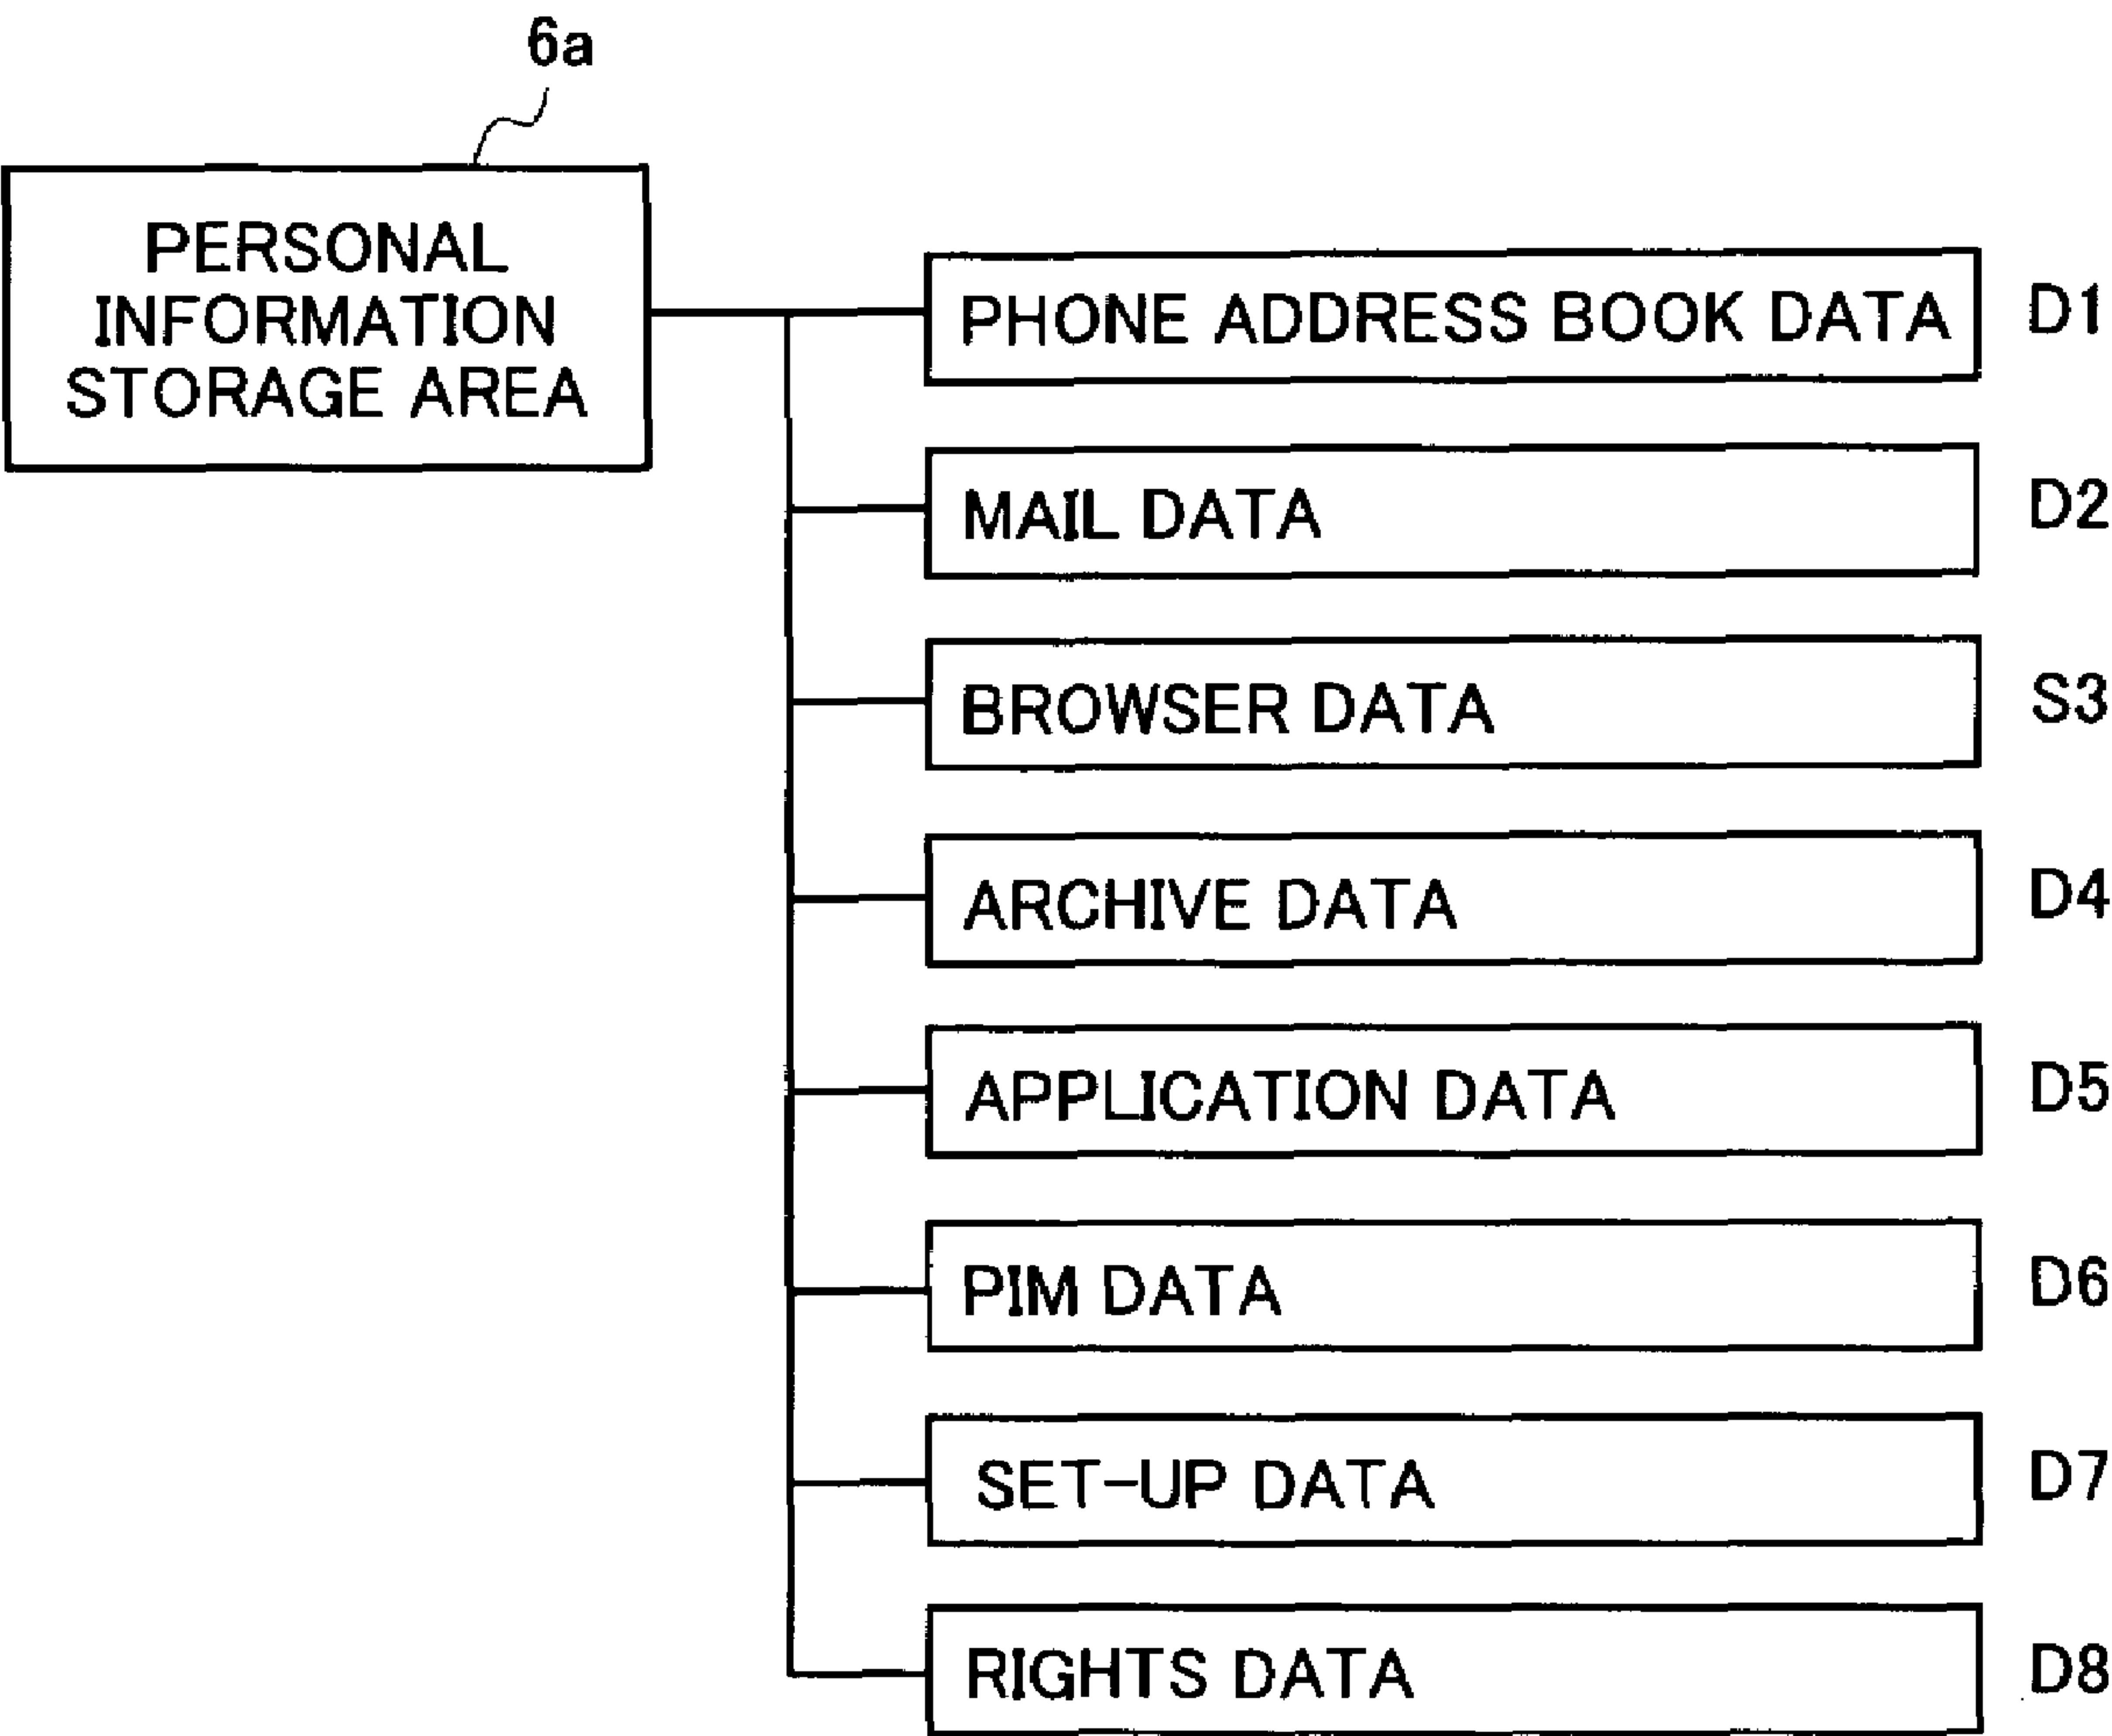 6a
PERSONAL
INFORMATION
STORAGE AREA
PHONE ADDRESS BOOK DATA D1
MAIL DATA D2
BROWSER DATA S3
ARCHIVE DATA D4
APPLICATION DATA D5
PIM DATA D6
SET-UP DATA D7
RIGHTS DATA D8